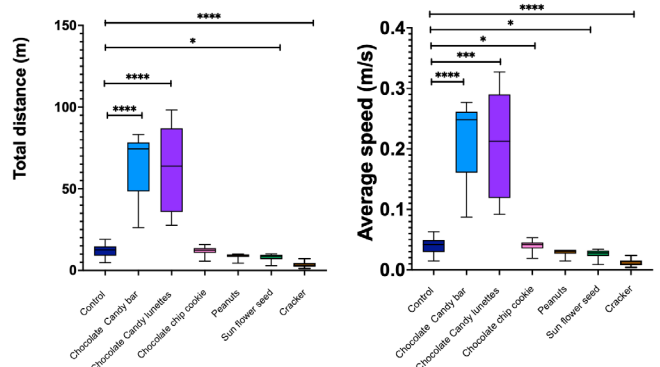 ****
*
****
****
Total distance (m)
150
100
50
0
Control
Chocolate Candy bar
Chocolate Candy lunettes
Chocolate chip cookie
Peanuts
Sun flower seed
Cracker
****
*
*
***
****
Average speed (m/s)
0.4
0.3
0.2
0.1
0.0
Control
Chocolate Candy bar
Chocolate Candy lunettes
Chocolate chip cookie
Peanuts
Sun flower seed
Cracker